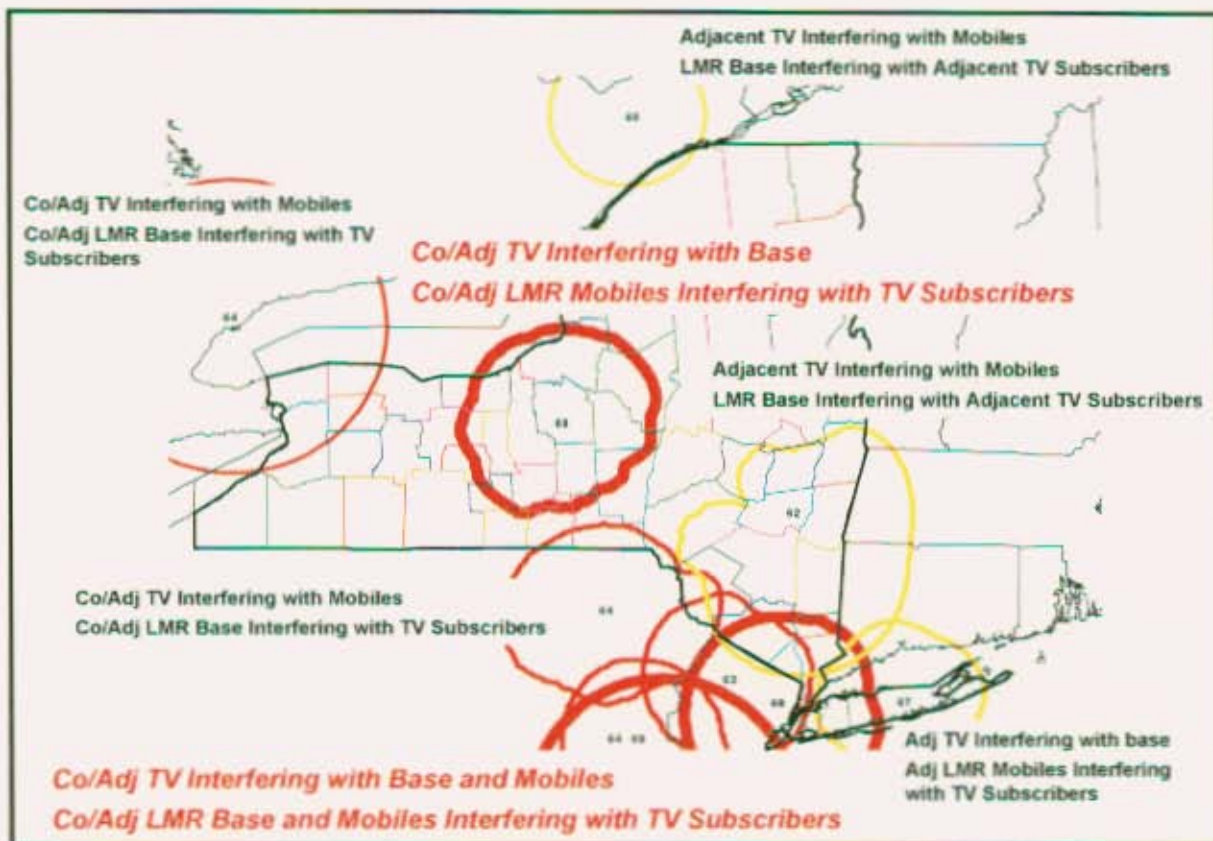 Adjacent TV Interfering with Mobiles
LMR Base Interfering with Adjacent TV Subscribers
Co/Adj TV Interfering with Mobiles
Co/Adj LMR Base Interfering with TV
Subscribers
Co/Adj TV Interfering with Base
Co/Adj LMR Mobiles Interfering with TV Subscribers
64
Adjacent TV Interfering with Mobiles
LMR Base Interfering with Adjacent TV Subscribers
62
Co/Adj TV Interfering with Mobiles
Co/Adj LMR Base Interfering with TV Subscribers
64
67
Adj TV Interfering with base
Adj LMR Mobiles Interfering
with TV Subscribers
Co/Adj TV Interfering with Base and Mobiles
Co/Adj LMR Base and Mobiles Interfering with TV Subscribers